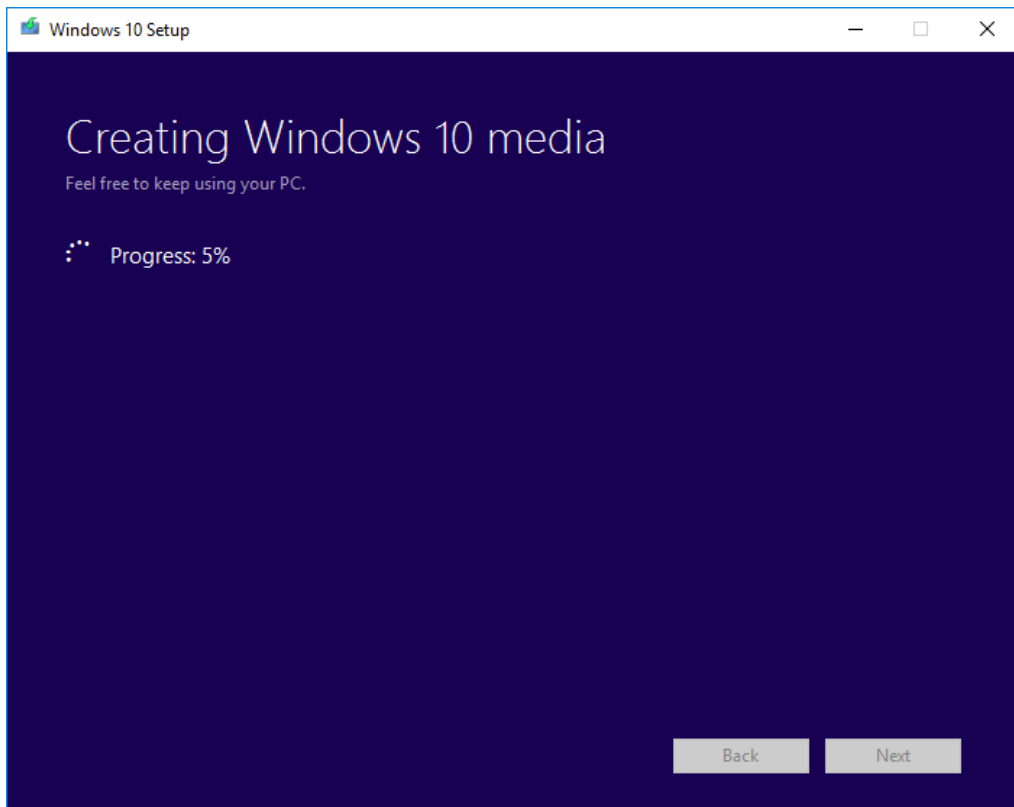 Windows 10 Setup
Creating Windows 10 media
Feel free to keep using your PC.
Progress: 5%
Back Next